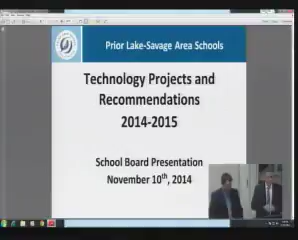 Prior Lake-Savage Area Schools
Technology Projects and
Recommendations
2014-2015
School Board Presentation
November 10th, 2014